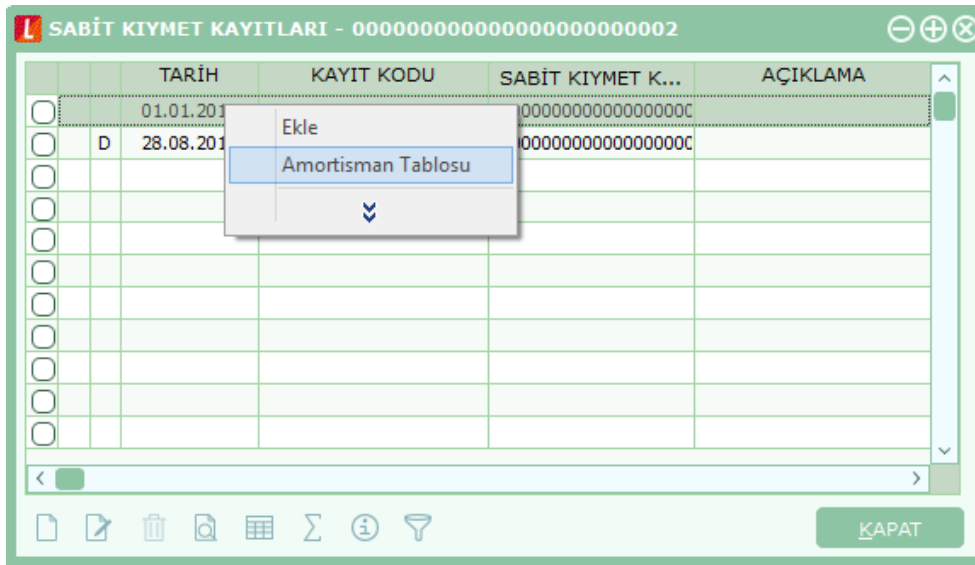 SABİT KIYMET KAYITLARI - 000000000000000000000002
TARİH KAYIT KODU SABİT KIYMET K... AÇIKLAMA
01.01.201
Ekle
D 28.08.201
Amortisman Tablosu
KAPAT